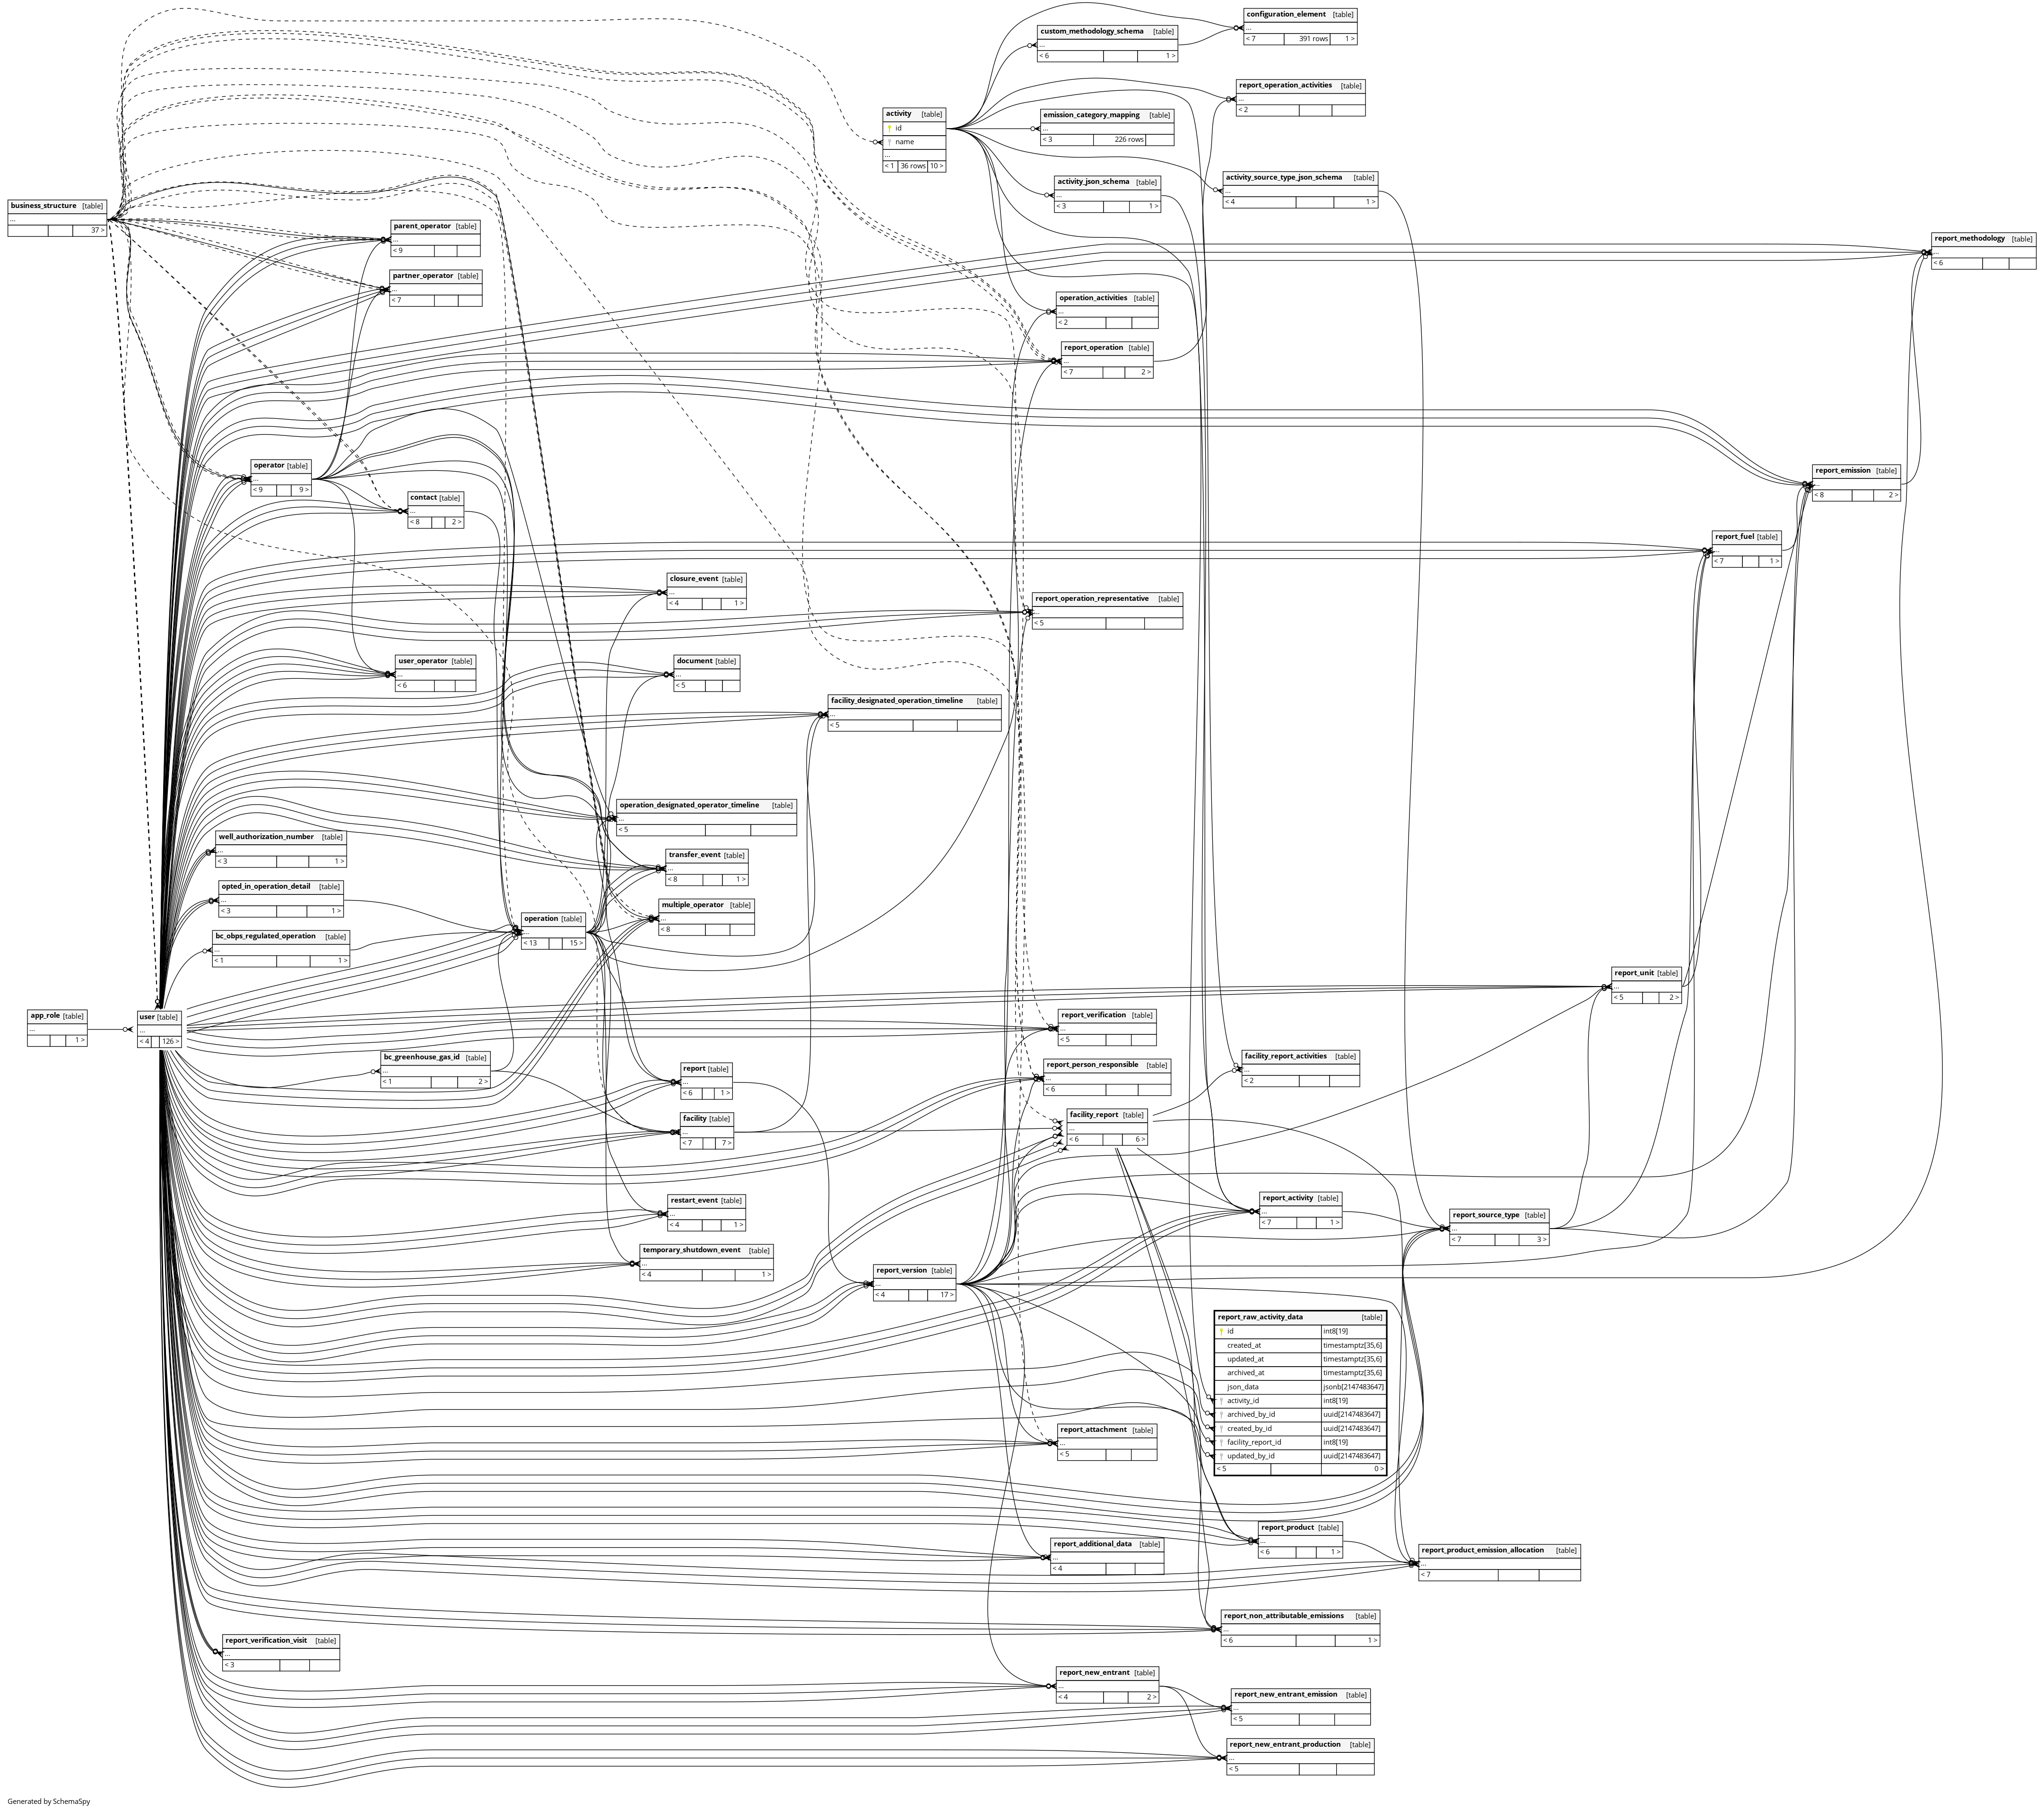 configuration_element [table]
...
< 7 391 rows 1 >
custom_methodology_schema [table]
...
< 6 1 >
report_operation_activities [table]
...
< 2
activity [table]
id
name
...
< 1 36 rows 10 >
emission_category_mapping [table]
...
< 3 226 rows
activity_json_schema [table]
...
< 3 1 >
activity_source_type_json_schema [table]
...
< 4 1 >
business_structure [table]
...
37 >
parent_operator [table]
...
< 9
report_methodology [table]
...
< 6
partner_operator [table]
...
< 7
operation_activities [table]
...
< 2
report_operation [table]
...
< 7 2 >
operator [table]
...
< 9 9 >
report_emission [table]
...
< 8 2 >
contact [table]
...
< 8 2 >
report_fuel [table]
...
< 7 1 >
closure_event [table]
...
< 4 1 >
report_operation_representative [table]
...
< 5
user_operator [table]
...
< 6
document [table]
...
< 5
facility_designated_operation_timeline [table]
...
< 5
operation_designated_operator_timeline [table]
...
< 5
well_authorization_number [table]
...
< 3 1 >
transfer_event [table]
...
< 8 1 >
opted_in_operation_detail [table]
...
< 3 1 >
multiple_operator [table]
...
< 8
operation [table]
...
< 13 15 >
bc_obps_regulated_operation [table]
...
< 1 1 >
report_unit [table]
...
< 5 2 >
app_role [table]
...
1 >
user [table]
...
< 4 126 >
report_verification [table]
...
< 5
bc_greenhouse_gas_id [table]
...
< 1 2 >
facility_report_activities [table]
...
< 2
report [table]
...
< 6 1 >
report_person_responsible [table]
...
< 6
facility [table]
...
< 7 7 >
facility_report [table]
...
< 6 6 >
restart_event [table]
...
< 4 1 >
report_activity [table]
...
< 7 1 >
report_source_type [table]
...
< 7 3 >
temporary_shutdown_event [table]
...
< 4 1 >
report_version [table]
...
< 4 17 >
report_raw_activity_data [table]
id int8[19]
created_at timestamptz[35,6]
updated_at timestamptz[35,6]
archived_at timestamptz[35,6]
json_data jsonb[2147483647]
activity_id int8[19]
archived_by_id uuid[2147483647]
created_by_id uuid[2147483647]
facility_report_id int8[19]
updated_by_id uuid[2147483647]
< 5 0 >
report_attachment [table]
...
< 5
report_product [table]
...
< 6 1 >
report_additional_data [table]
...
< 4
report_product_emission_allocation [table]
...
< 7
report_non_attributable_emissions [table]
...
< 6 1 >
report_verification_visit [table]
...
< 3
report_new_entrant [table]
...
< 4 2 >
report_new_entrant_emission [table]
...
< 5
report_new_entrant_production [table]
...
< 5
Generated by SchemaSpy